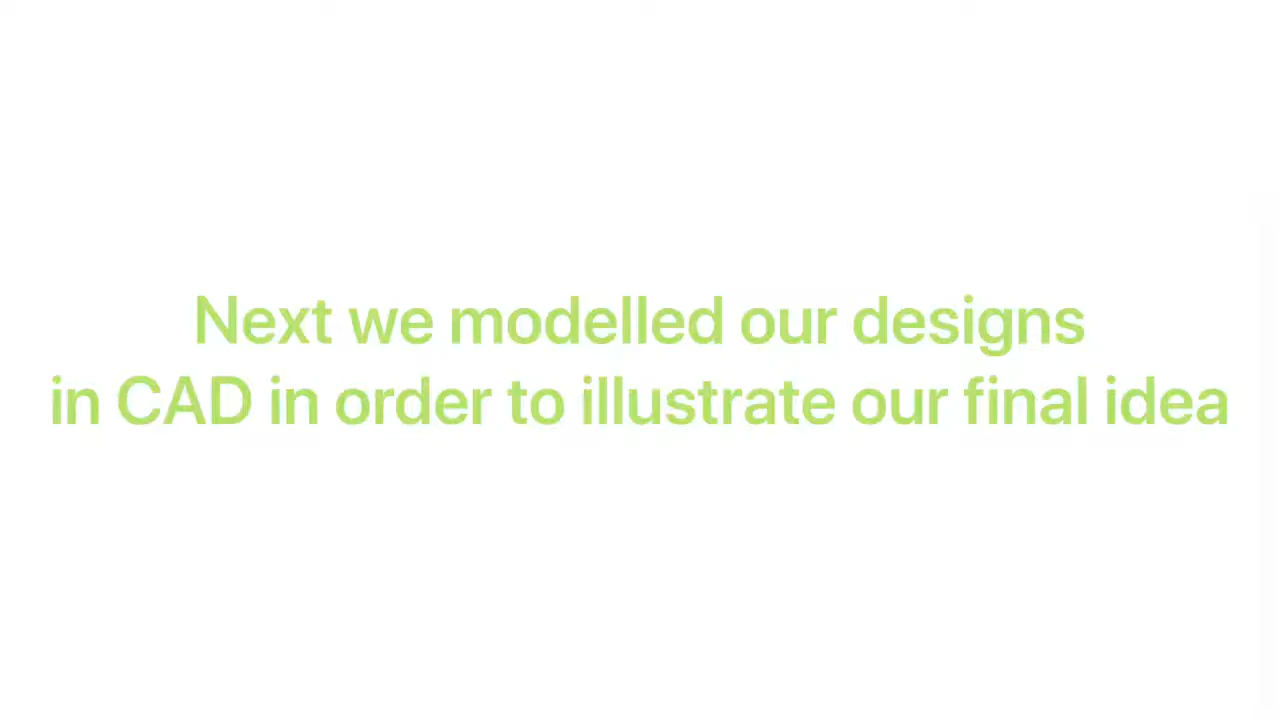 Next we modelled our designs
in CAD in order to illustrate our final idea